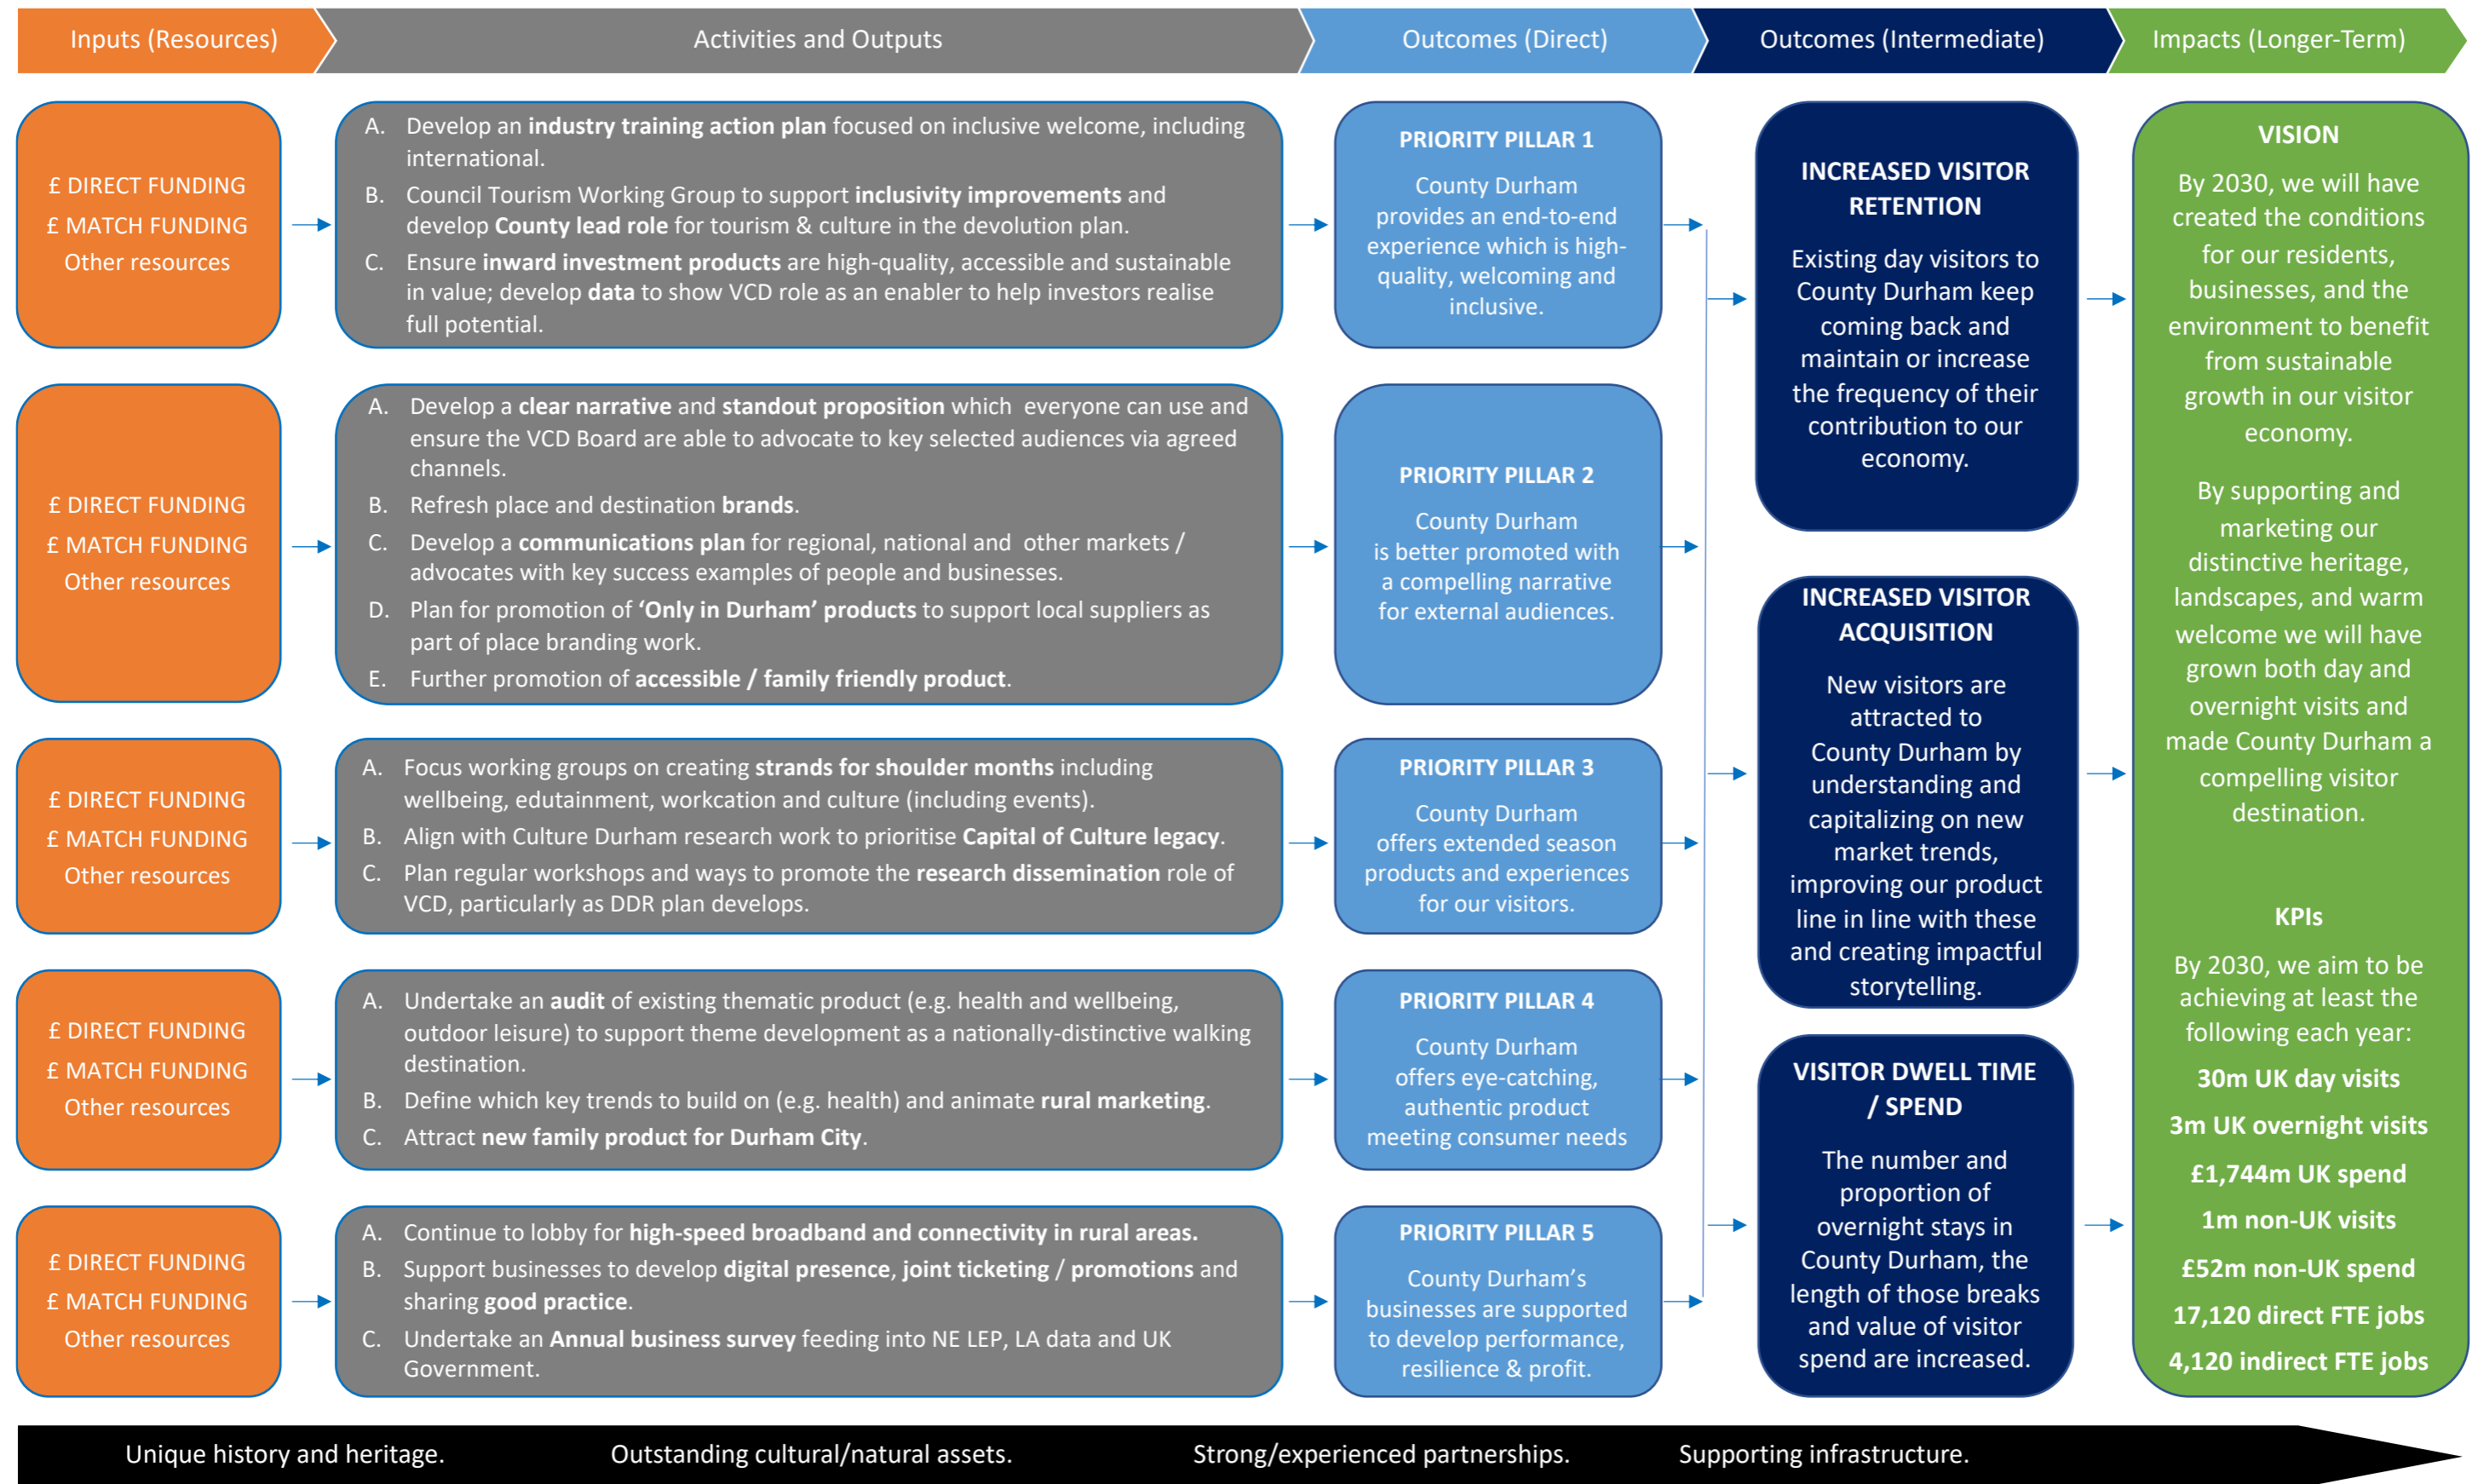 Inputs (Resources)
Activities and Outputs
Outcomes (Direct)
Outcomes (Intermediate)
Impacts (Longer-Term)
£ DIRECT FUNDING
£ MATCH FUNDING
Other resources
A. Develop an industry training action plan focused on inclusive welcome, including
international.
B. Council Tourism Working Group to support inclusivity improvements and
develop County lead role for tourism & culture in the devolution plan.
C. Ensure inward investment products are high-quality, accessible and sustainable
in value; develop data to show VCD role as an enabler to help investors realise
full potential.
PRIORITY PILLAR 1
County Durham
provides an end-to-end
experience which is high-
quality, welcoming and
inclusive.
£ DIRECT FUNDING
£ MATCH FUNDING
Other resources
A. Develop a clear narrative and standout proposition which everyone can use and
ensure the VCD Board are able to advocate to key selected audiences via agreed
channels.
B. Refresh place and destination brands.
C. Develop a communications plan for regional, national and other markets /
advocates with key success examples of people and businesses.
D. Plan for promotion of ‘Only in Durham’ products to support local suppliers as
part of place branding work.
E. Further promotion of accessible / family friendly product.
PRIORITY PILLAR 2
County Durham
is better promoted with
a compelling narrative
for external audiences.
£ DIRECT FUNDING
£ MATCH FUNDING
Other resources
A. Focus working groups on creating strands for shoulder months including
wellbeing, edutainment, workcation and culture (including events).
B. Align with Culture Durham research work to prioritise Capital of Culture legacy.
C. Plan regular workshops and ways to promote the research dissemination role of
VCD, particularly as DDR plan develops.
PRIORITY PILLAR 3
County Durham
offers extended season
products and experiences
for our visitors.
£ DIRECT FUNDING
£ MATCH FUNDING
Other resources
A. Undertake an audit of existing thematic product (e.g. health and wellbeing,
outdoor leisure) to support theme development as a nationally-distinctive walking
destination.
B. Define which key trends to build on (e.g. health) and animate rural marketing.
C. Attract new family product for Durham City.
PRIORITY PILLAR 4
County Durham
offers eye-catching,
authentic product
meeting consumer needs
£ DIRECT FUNDING
£ MATCH FUNDING
Other resources
A. Continue to lobby for high-speed broadband and connectivity in rural areas.
B. Support businesses to develop digital presence, joint ticketing / promotions and
sharing good practice.
C. Undertake an Annual business survey feeding into NE LEP, LA data and UK
Government.
PRIORITY PILLAR 5
County Durham’s
businesses are supported
to develop performance,
resilience & profit.
INCREASED VISITOR
RETENTION
Existing day visitors to
County Durham keep
coming back and
maintain or increase
the frequency of their
contribution to our
economy.
INCREASED VISITOR
ACQUISITION
New visitors are
attracted to
County Durham by
understanding and
capitalizing on new
market trends,
improving our product
line in line with these
and creating impactful
storytelling.
VISITOR DWELL TIME
/ SPEND
The number and
proportion of
overnight stays in
County Durham, the
length of those breaks
and value of visitor
spend are increased.
VISION
By 2030, we will have
created the conditions
for our residents,
businesses, and the
environment to benefit
from sustainable
growth in our visitor
economy.
By supporting and
marketing our
distinctive heritage,
landscapes, and warm
welcome we will have
grown both day and
overnight visits and
made County Durham a
compelling visitor
destination.
KPIs
By 2030, we aim to be
achieving at least the
following each year:
30m UK day visits
3m UK overnight visits
£1,744m UK spend
1m non-UK visits
£52m non-UK spend
17,120 direct FTE jobs
4,120 indirect FTE jobs
Unique history and heritage.
Outstanding cultural/natural assets.
Strong/experienced partnerships.
Supporting infrastructure.